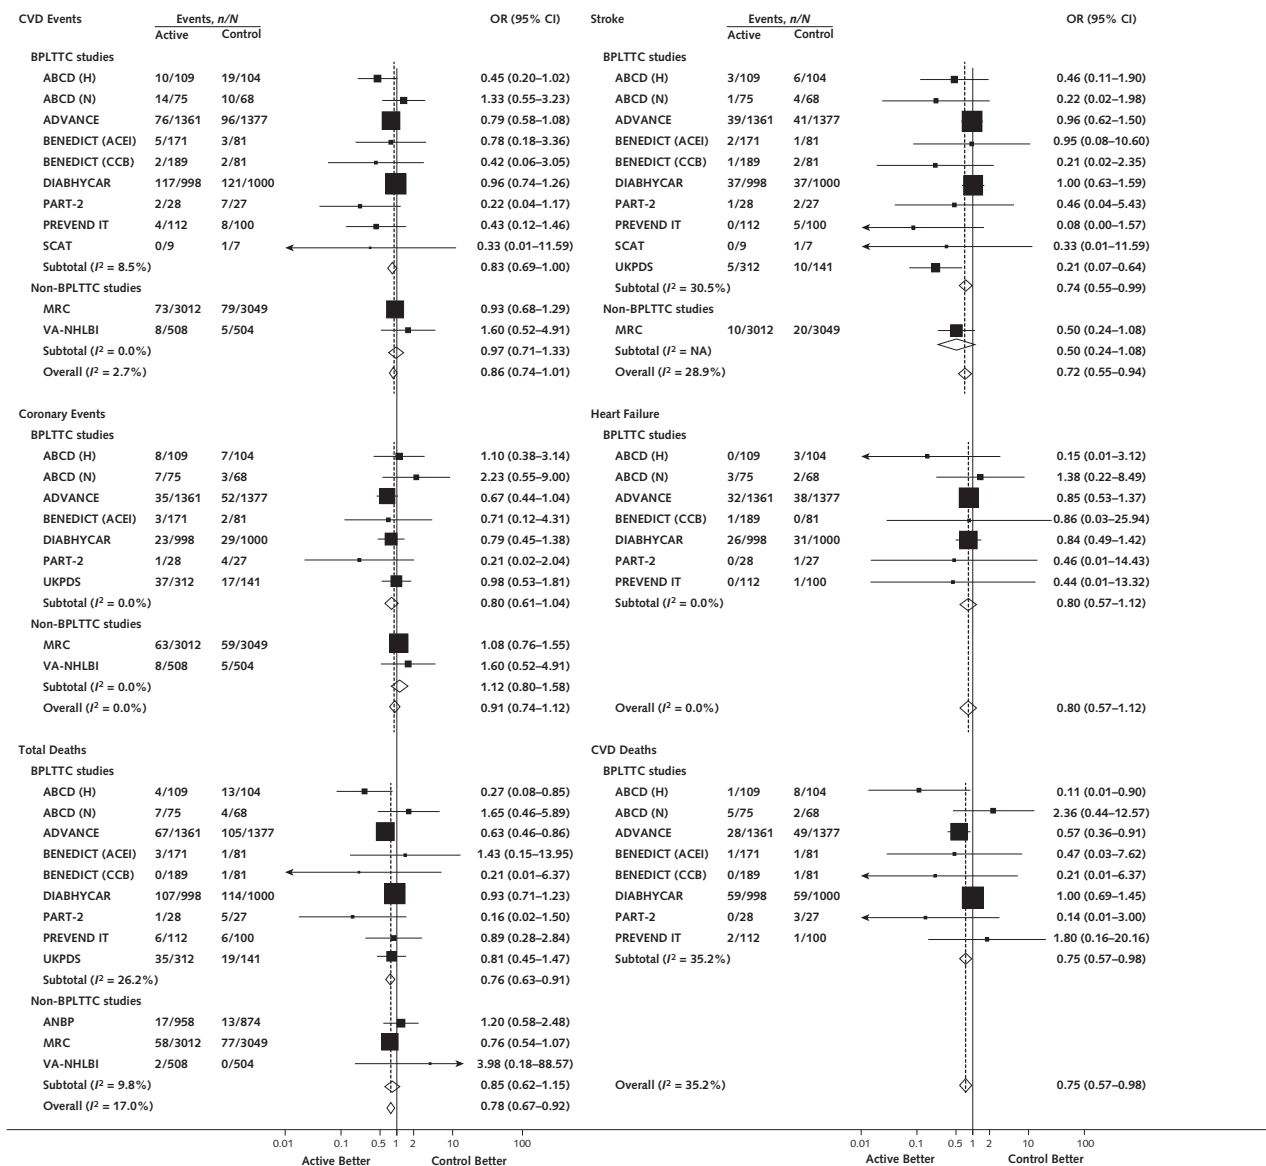 CVD Events Events, n/N OR (95% CI)
Active Control
BPLTTC studies
ABCD (H) 10/109 19/104 0.45 (0.20–1.02)
ABCD (N) 14/75 10/68 1.33 (0.55–3.23)
ADVANCE 76/1361 96/1377 0.79 (0.58–1.08)
BENEDICT (ACEI) 5/171 3/81 0.78 (0.18–3.36)
BENEDICT (CCB) 2/189 2/81 0.42 (0.06–3.05)
DIABHYCAR 117/998 121/1000 0.96 (0.74–1.26)
PART-2 2/28 7/27 0.22 (0.04–1.17)
PREVEND IT 4/112 8/100 0.43 (0.12–1.46)
SCAT 0/9 1/7 0.33 (0.01–11.59)
Subtotal (I² = 8.5%) 0.83 (0.69–1.00)
Non-BPLTTC studies
MRC 73/3012 79/3049 0.93 (0.68–1.29)
VA-NHLBI 8/508 5/504 1.60 (0.52–4.91)
Subtotal (I² = 0.0%) 0.97 (0.71–1.33)
Overall (I² = 2.7%) 0.86 (0.74–1.01)
Stroke Events, n/N OR (95% CI)
Active Control
BPLTTC studies
ABCD (H) 3/109 6/104 0.46 (0.11–1.90)
ABCD (N) 1/75 4/68 0.22 (0.02–1.98)
ADVANCE 39/1361 41/1377 0.96 (0.62–1.50)
BENEDICT (ACEI) 2/171 1/81 0.95 (0.08–10.60)
BENEDICT (CCB) 1/189 2/81 0.21 (0.02–2.35)
DIABHYCAR 37/998 37/1000 1.00 (0.63–1.59)
PART-2 1/28 2/27 0.46 (0.04–5.43)
PREVEND IT 0/112 5/100 0.08 (0.00–1.57)
SCAT 0/9 1/7 0.33 (0.01–11.59)
UKPDS 5/312 10/141 0.21 (0.07–0.64)
Subtotal (I² = 30.5%) 0.74 (0.55–0.99)
Non-BPLTTC studies
MRC 10/3012 20/3049 0.50 (0.24–1.08)
Subtotal (I² = NA) 0.50 (0.24–1.08)
Overall (I² = 28.9%) 0.72 (0.55–0.94)
Coronary Events
BPLTTC studies
ABCD (H) 8/109 7/104 1.10 (0.38–3.14)
ABCD (N) 7/75 3/68 2.23 (0.55–9.00)
ADVANCE 35/1361 52/1377 0.67 (0.44–1.04)
BENEDICT (ACEI) 3/171 2/81 0.71 (0.12–4.31)
DIABHYCAR 23/998 29/1000 0.79 (0.45–1.38)
PART-2 1/28 4/27 0.21 (0.02–2.04)
UKPDS 37/312 17/141 0.98 (0.53–1.81)
Subtotal (I² = 0.0%) 0.80 (0.61–1.04)
Non-BPLTTC studies
MRC 63/3012 59/3049 1.08 (0.76–1.55)
VA-NHLBI 8/508 5/504 1.60 (0.52–4.91)
Subtotal (I² = 0.0%) 1.12 (0.80–1.58)
Overall (I² = 0.0%) 0.91 (0.74–1.12)
Heart Failure
BPLTTC studies
ABCD (H) 0/109 3/104 0.15 (0.01–3.12)
ABCD (N) 3/75 2/68 1.38 (0.22–8.49)
ADVANCE 32/1361 38/1377 0.85 (0.53–1.37)
BENEDICT (CCB) 1/189 0/81 0.86 (0.03–25.94)
DIABHYCAR 26/998 31/1000 0.84 (0.49–1.42)
PART-2 0/28 1/27 0.46 (0.01–14.43)
PREVEND IT 0/112 1/100 0.44 (0.01–13.32)
Subtotal (I² = 0.0%) 0.80 (0.57–1.12)
Overall (I² = 0.0%) 0.80 (0.57–1.12)
Total Deaths
BPLTTC studies
ABCD (H) 4/109 13/104 0.27 (0.08–0.85)
ABCD (N) 7/75 4/68 1.65 (0.46–5.89)
ADVANCE 67/1361 105/1377 0.63 (0.46–0.86)
BENEDICT (ACEI) 3/171 1/81 1.43 (0.15–13.95)
BENEDICT (CCB) 0/189 1/81 0.21 (0.01–6.37)
DIABHYCAR 107/998 114/1000 0.93 (0.71–1.23)
PART-2 1/28 5/27 0.16 (0.02–1.50)
PREVEND IT 6/112 6/100 0.89 (0.28–2.84)
UKPDS 35/312 19/141 0.81 (0.45–1.47)
Subtotal (I² = 26.2%) 0.76 (0.63–0.91)
Non-BPLTTC studies
ANBP 17/958 13/874 1.20 (0.58–2.48)
MRC 58/3012 77/3049 0.76 (0.54–1.07)
VA-NHLBI 2/508 0/504 3.98 (0.18–88.57)
Subtotal (I² = 9.8%) 0.85 (0.62–1.15)
Overall (I² = 17.0%) 0.78 (0.67–0.92)
CVD Deaths
BPLTTC studies
ABCD (H) 1/109 8/104 0.11 (0.01–0.90)
ABCD (N) 5/75 2/68 2.36 (0.44–12.57)
ADVANCE 28/1361 49/1377 0.57 (0.36–0.91)
BENEDICT (ACEI) 1/171 1/81 0.47 (0.03–7.62)
BENEDICT (CCB) 0/189 1/81 0.21 (0.01–6.37)
DIABHYCAR 59/998 59/1000 1.00 (0.69–1.45)
PART-2 0/28 3/27 0.14 (0.01–3.00)
PREVEND IT 2/112 1/100 1.80 (0.16–20.16)
Subtotal (I² = 35.2%) 0.75 (0.57–0.98)
Overall (I² = 35.2%) 0.75 (0.57–0.98)
0.01 0.1 0.5 1 2 10 100
Active Better Control Better
0.01 0.1 0.5 1 2 10 100
Active Better Control Better